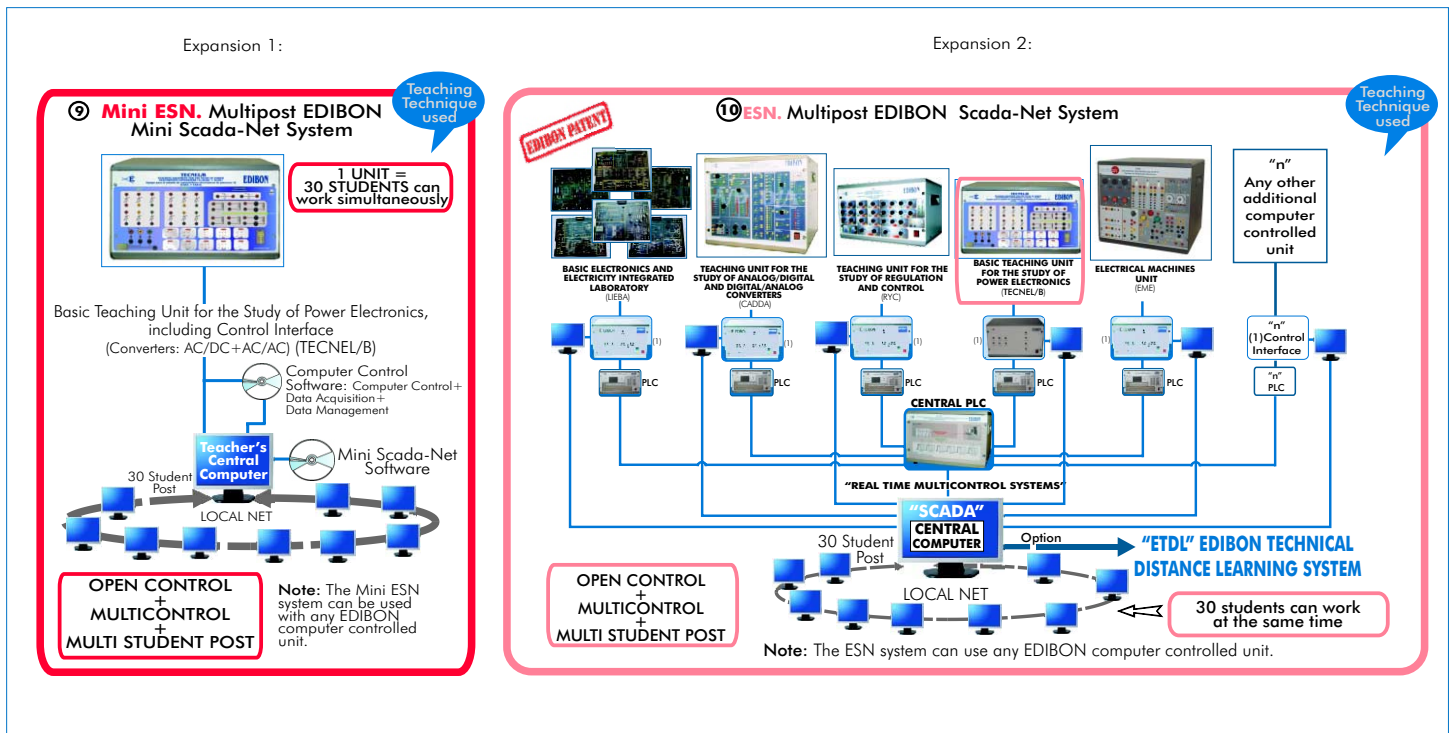 Expansion 1:
Teaching
Technique
used
⑨ Mini ESN. Multipost EDIBON
Mini Scada-Net System
TECNEL/B
EDIBON
1 UNIT =
30 STUDENTS can
work simultaneously
Basic Teaching Unit for the Study of Power Electronics,
including Control Interface
(Converters: AC/DC+AC/AC) (TECNEL/B)
Computer Control
Software: Computer Control+
Data Acquisition+
Data Management
Teacher's
Central
Computer
Mini Scada-Net
Software
30 Student
Post
LOCAL NET
OPEN CONTROL
+
MULTICONTROL
+
MULTI STUDENT POST
Note: The Mini ESN
system can be used
with any EDIBON
computer controlled
unit.
Expansion 2:
Teaching
Technique
used
⑩ ESN. Multipost EDIBON Scada-Net System
EDIBON PATENT
BASIC ELECTRONICS AND
ELECTRICITY INTEGRATED
LABORATORY
(LIEBA)
TEACHING UNIT FOR THE
STUDY OF ANALOG/DIGITAL
AND DIGITAL/ANALOG
CONVERTERS
(CADDA)
TEACHING UNIT FOR THE
STUDY OF REGULATION
AND CONTROL
(RYC)
BASIC TEACHING UNIT
FOR THE STUDY OF
POWER ELECTRONICS
(TECNEL/B)
ELECTRICAL MACHINES
UNIT
(EME)
"n"
Any other
additional
computer
controlled
unit
(1)
(1)
(1)
(1)
(1)
"n"
(1)Control
Interface
PLC
PLC
PLC
PLC
PLC
"n"
PLC
CENTRAL PLC
"REAL TIME MULTICONTROL SYSTEMS"
"SCADA"
CENTRAL
COMPUTER
Option
"ETDL" EDIBON TECHNICAL
DISTANCE LEARNING SYSTEM
30 Student
Post
LOCAL NET
30 students can work
at the same time
OPEN CONTROL
+
MULTICONTROL
+
MULTI STUDENT POST
Note: The ESN system can use any EDIBON computer controlled unit.